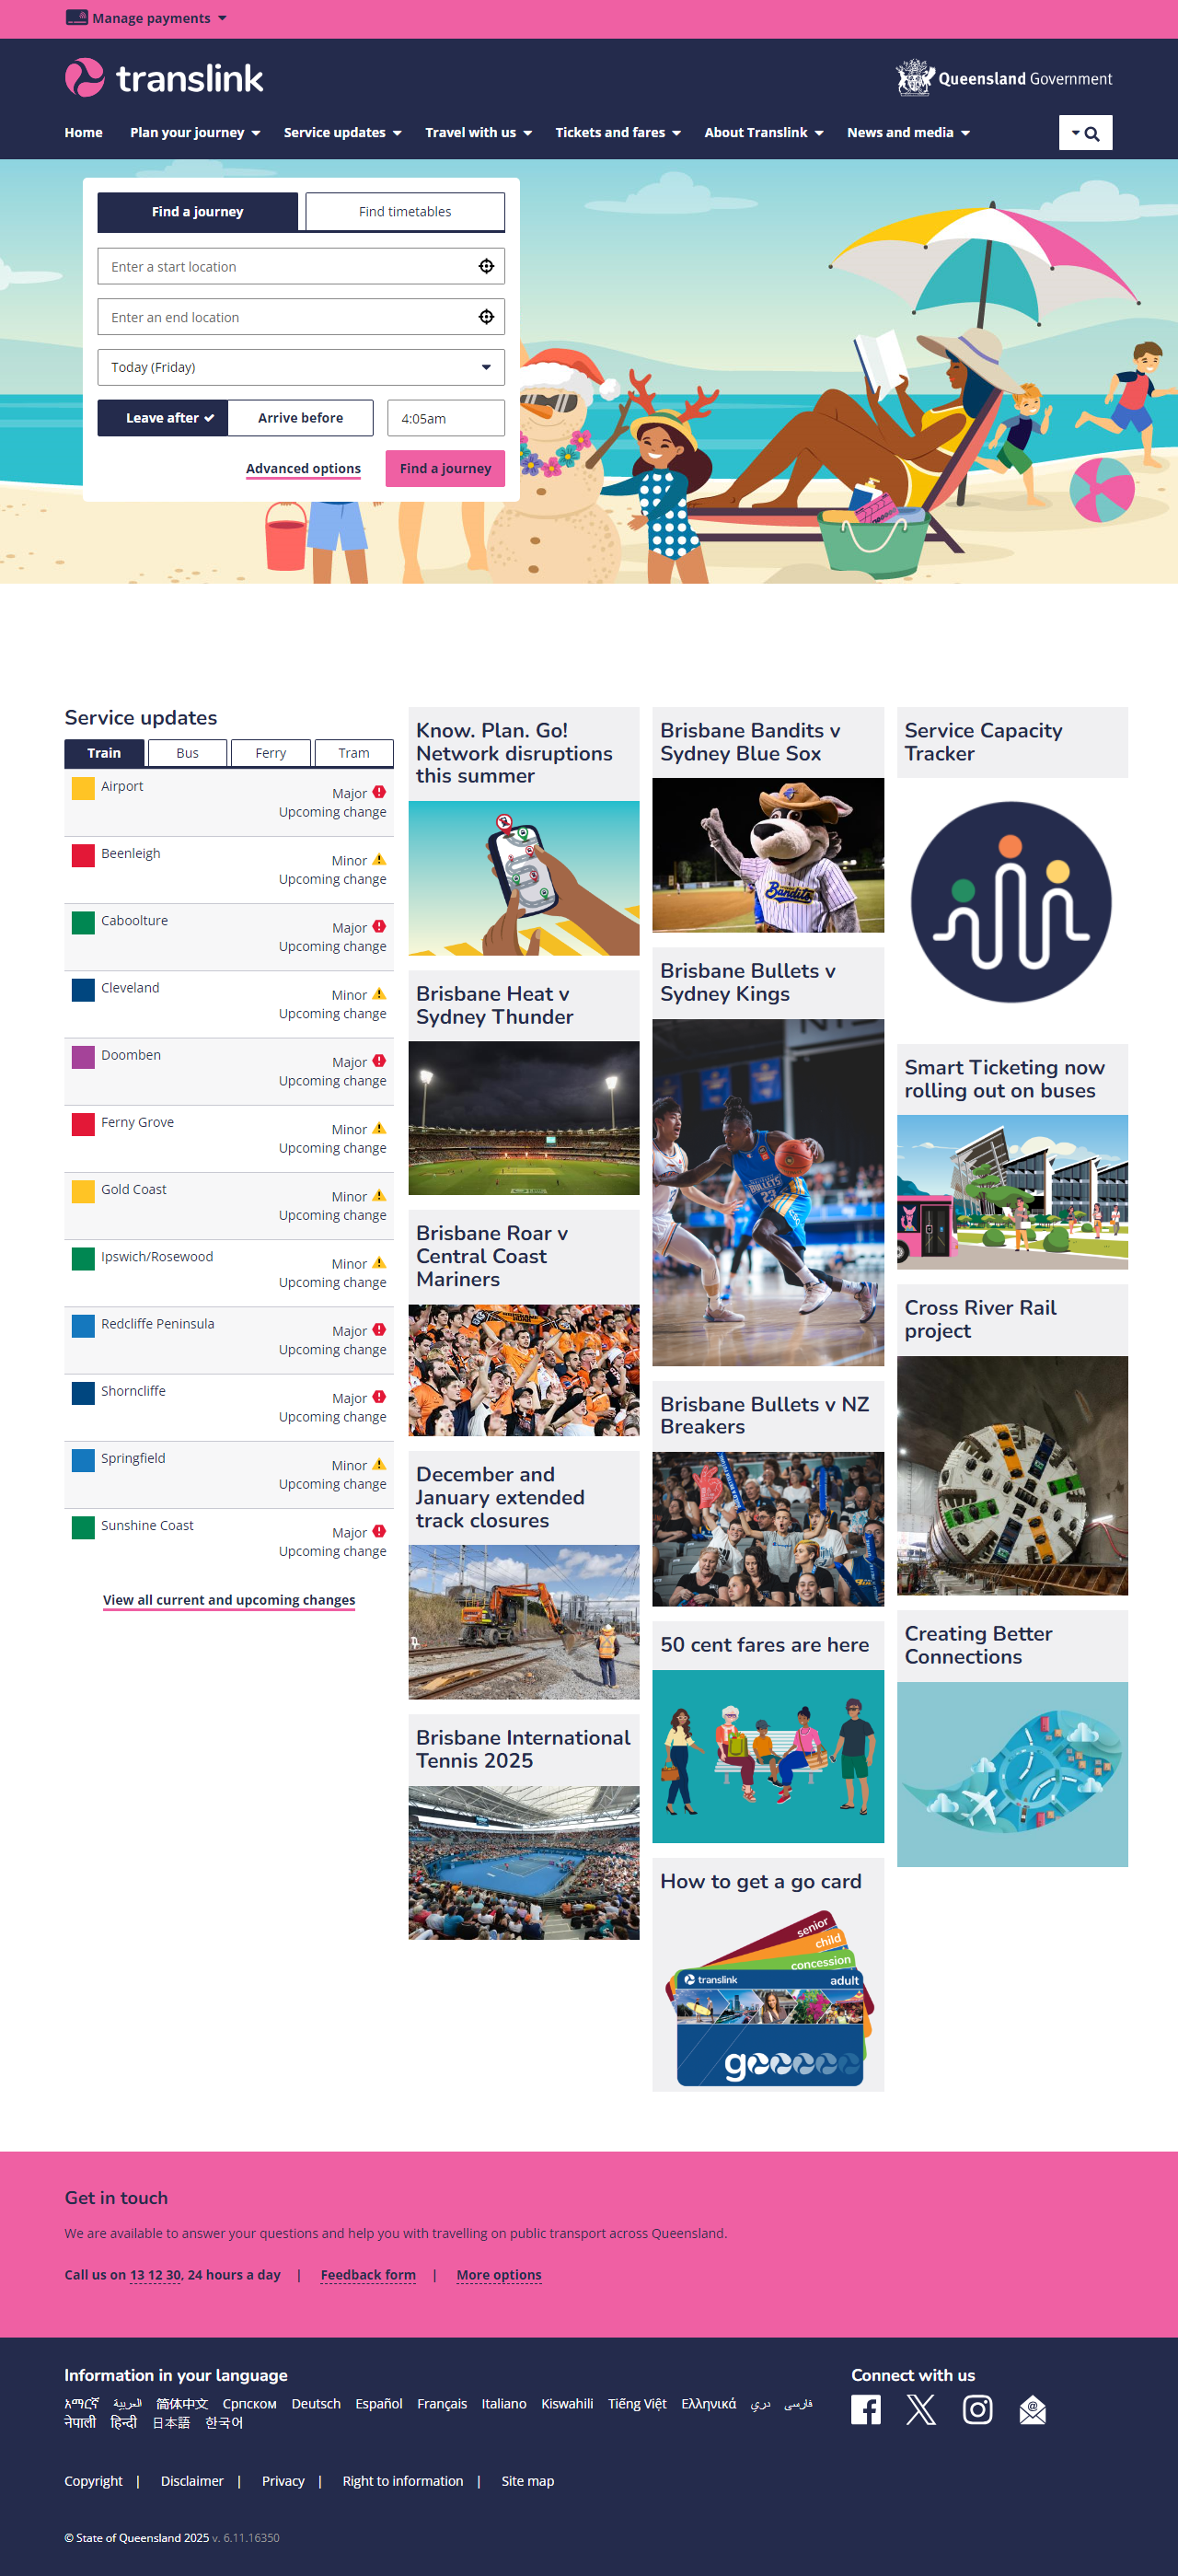 Manage payments
translink
Queensland Government
Home
Plan your journey
Service updates
Travel with us
Tickets and fares
About Translink
News and media
Find a journey
Find timetables
Enter a start location
Enter an end location
Today (Friday)
Leave after
Arrive before
4:05am
Advanced options
Find a journey
Service updates
Train
Bus
Ferry
Tram
Airport
Major
Upcoming change
Beenleigh
Minor
Upcoming change
Caboolture
Major
Upcoming change
Cleveland
Minor
Upcoming change
Doomben
Major
Upcoming change
Ferny Grove
Minor
Upcoming change
Gold Coast
Minor
Upcoming change
Ipswich/Rosewood
Minor
Upcoming change
Redcliffe Peninsula
Major
Upcoming change
Shorncliffe
Major
Upcoming change
Springfield
Minor
Upcoming change
Sunshine Coast
Major
Upcoming change
View all current and upcoming changes
Know. Plan. Go!
Network disruptions
this summer
Brisbane Heat v
Sydney Thunder
Brisbane Roar v
Central Coast
Mariners
December and
January extended
track closures
Brisbane International
Tennis 2025
Brisbane Bandits v
Sydney Blue Sox
Bandits
Brisbane Bullets v
Sydney Kings
BULLETS
23
Brisbane Bullets v NZ
Breakers
50 cent fares are here
How to get a go card
senior
child
concession
translink
adult
go
Service Capacity
Tracker
Smart Ticketing now
rolling out on buses
Cross River Rail
project
Creating Better
Connections
Get in touch
We are available to answer your questions and help you with travelling on public transport across Queensland.
Call us on 13 12 30, 24 hours a day | Feedback form | More options
Information in your language
አማርኛ العربية 简体中文 Српском Deutsch Español Français Italiano Kiswahili Tiếng Việt Ελληνικά دری فارسی
नेपाली हिन्दी 日本語 한국어
Connect with us
Copyright | Disclaimer | Privacy | Right to information | Site map
© State of Queensland 2025 v. 6.11.16350